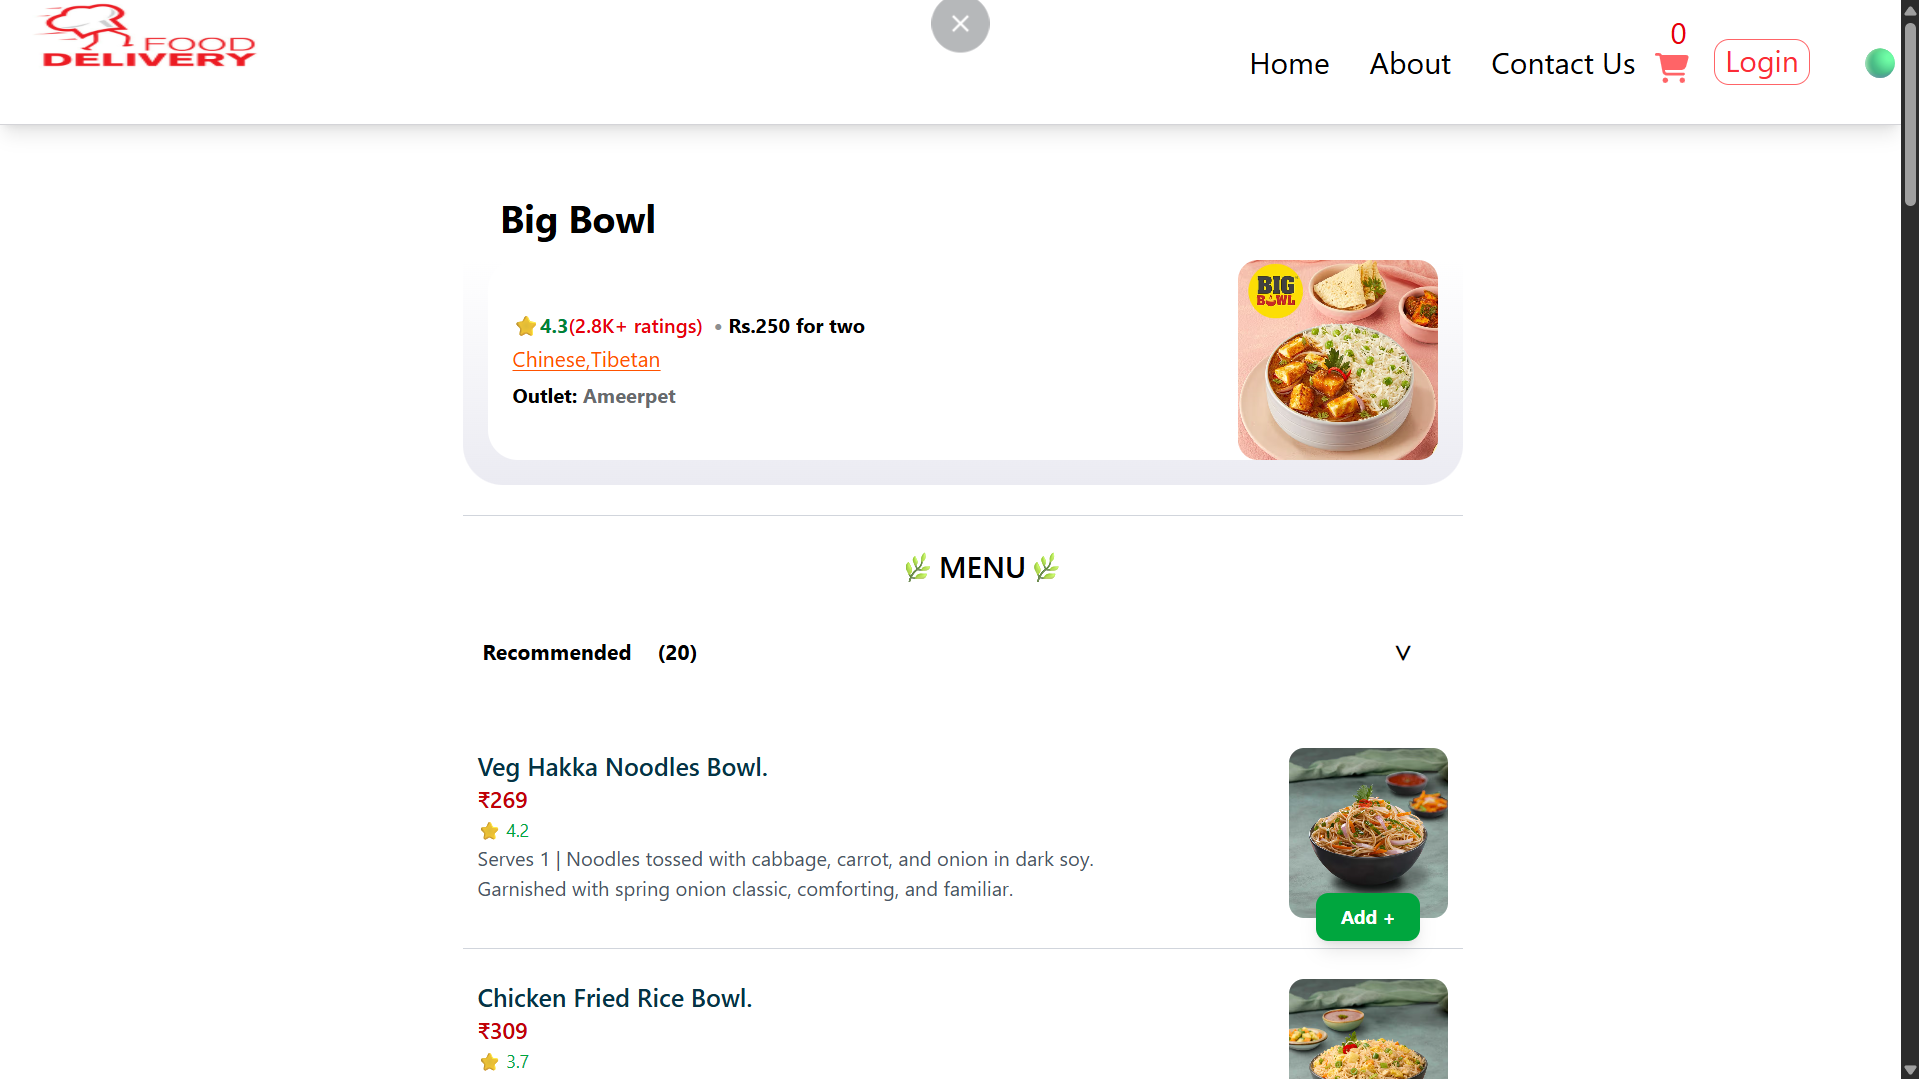 FOOD
DELIVERY
Home
About
Contact Us
0
Login
Big Bowl
4.3(2.8K+ ratings) • Rs.250 for two
Chinese,Tibetan
Outlet: Ameerpet
BIG
BOWL
MENU
Recommended (20)
V
Veg Hakka Noodles Bowl.
₹269
4.2
Serves 1 | Noodles tossed with cabbage, carrot, and onion in dark soy.
Garnished with spring onion classic, comforting, and familiar.
Add +
Chicken Fried Rice Bowl.
₹309
3.7